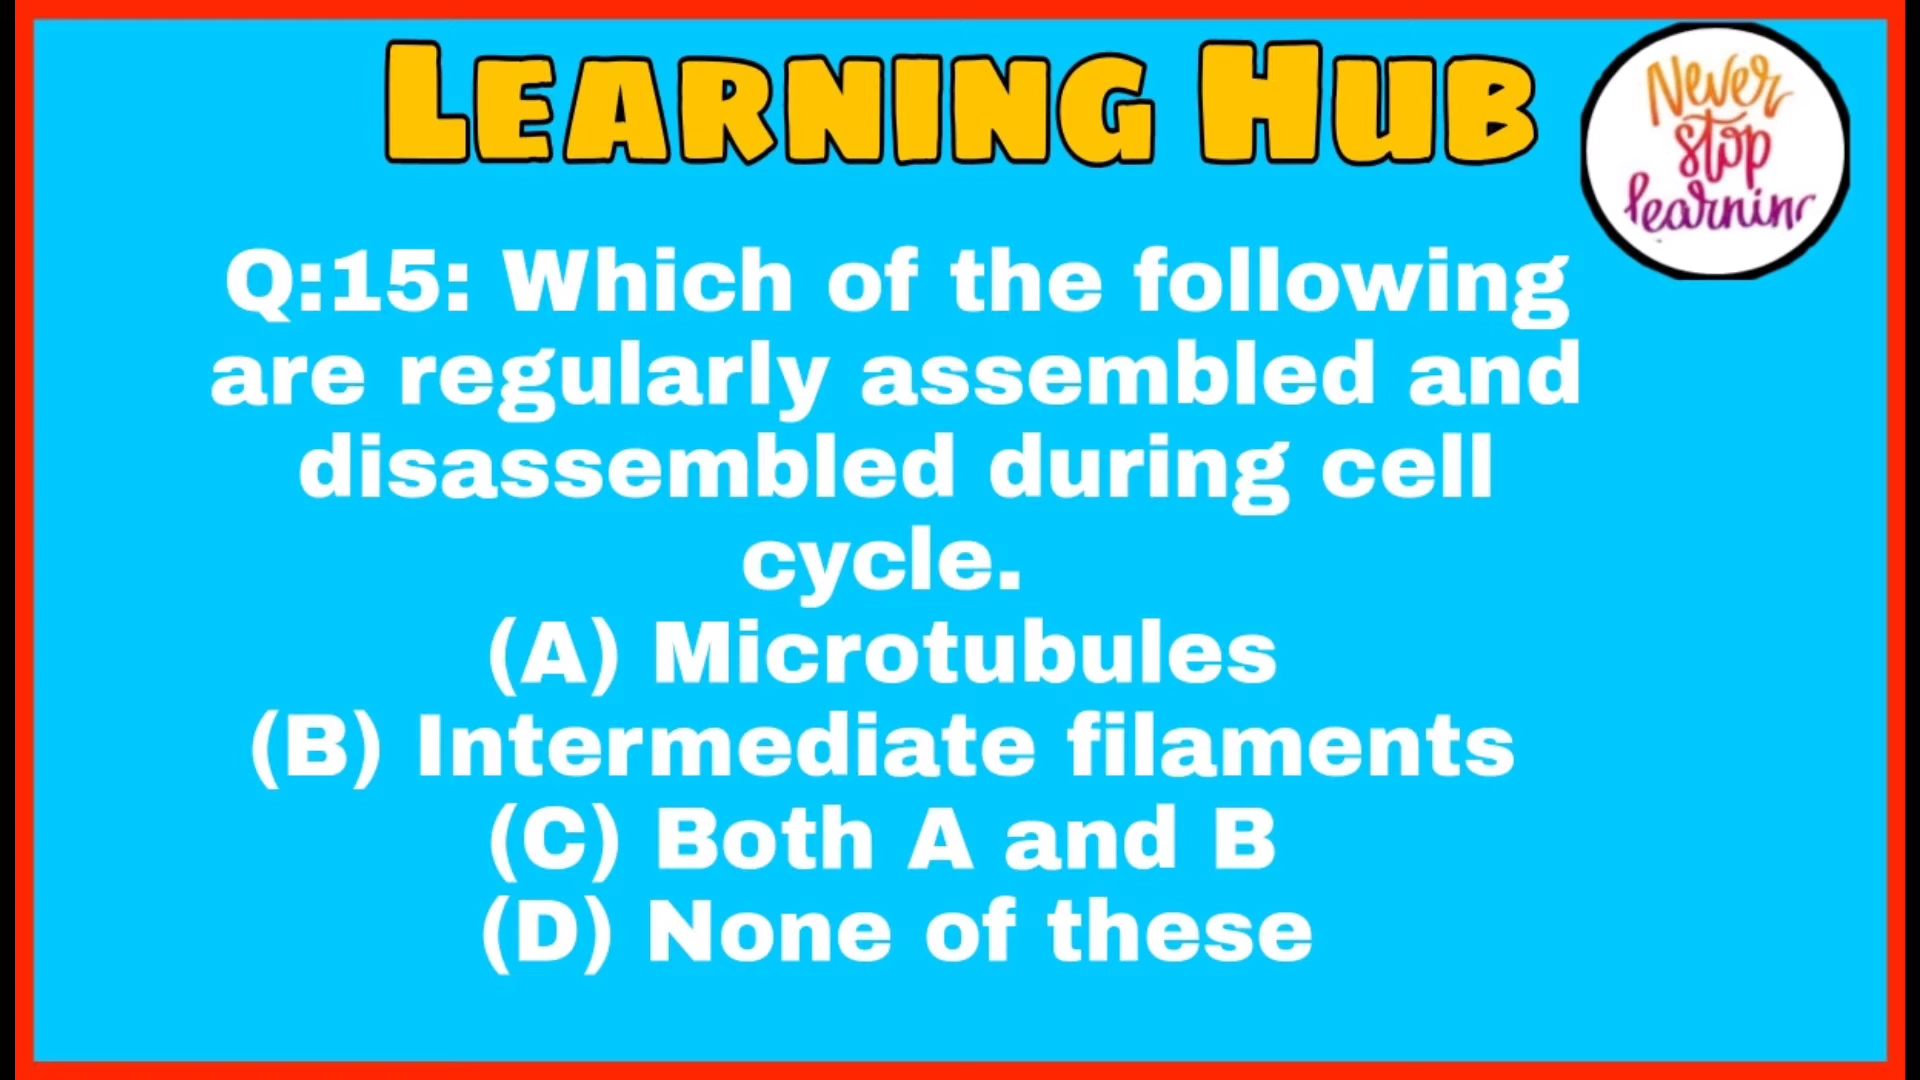 LEARNING HUB
Never
stop
learnin
Q:15: Which of the following
are regularly assembled and
disassembled during cell
cycle.
(A) Microtubules
(B) Intermediate filaments
(C) Both A and B
(D) None of these